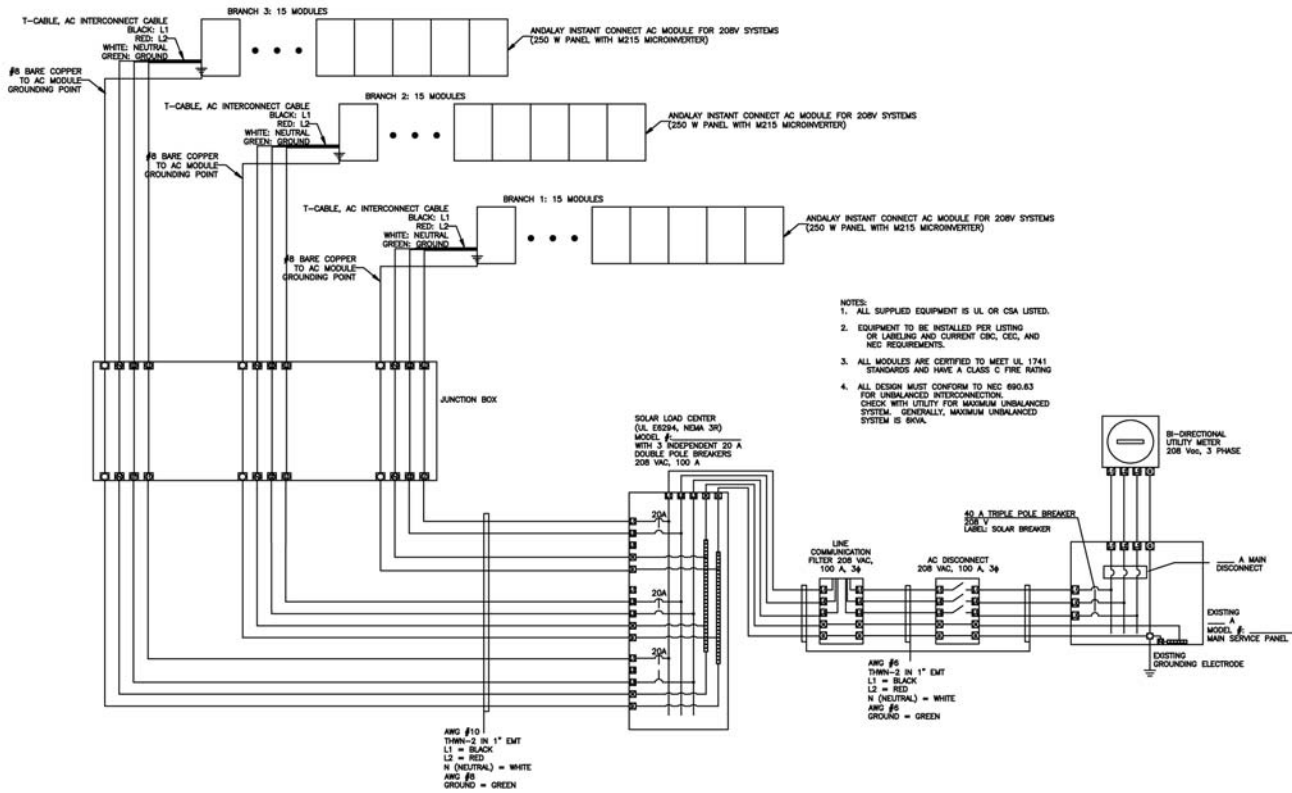 BRANCH 3: 15 MODULES
T-CABLE, AC INTERCONNECT CABLE
BLACK: L1
RED: L2
WHITE: NEUTRAL
GREEN: GROUND
#8 BARE COPPER
TO AC MODULE
GROUNDING POINT
ANDALAY INSTANT CONNECT AC MODULE FOR 208V SYSTEMS
(250 W PANEL WITH M215 MICROINVERTER)
BRANCH 2: 15 MODULES
T-CABLE, AC INTERCONNECT CABLE
BLACK: L1
RED: L2
WHITE: NEUTRAL
GREEN: GROUND
#8 BARE COPPER
TO AC MODULE
GROUNDING POINT
ANDALAY INSTANT CONNECT AC MODULE FOR 208V SYSTEMS
(250 W PANEL WITH M215 MICROINVERTER)
BRANCH 1: 15 MODULES
T-CABLE, AC INTERCONNECT CABLE
BLACK: L1
RED: L2
WHITE: NEUTRAL
GREEN: GROUND
#8 BARE COPPER
TO AC MODULE
GROUNDING POINT
ANDALAY INSTANT CONNECT AC MODULE FOR 208V SYSTEMS
(250 W PANEL WITH M215 MICROINVERTER)
NOTES:
1. ALL SUPPLIED EQUIPMENT IS UL OR CSA LISTED.
2. EQUIPMENT TO BE INSTALLED PER LISTING
OR LABELING AND CURRENT CBC, CEC, AND
NEC REQUIREMENTS.
3. ALL MODULES ARE CERTIFIED TO MEET UL 1741
STANDARDS AND HAVE A CLASS C FIRE RATING
4. ALL DESIGN MUST CONFORM TO NEC 690.63
FOR UNBALANCED INTERCONNECTION.
CHECK WITH UTILITY FOR MAXIMUM UNBALANCED
SYSTEM. GENERALLY, MAXIMUM UNBALANCED
SYSTEM IS 6KVA.
JUNCTION BOX
SOLAR LOAD CENTER
(UL E6294, NEMA 3R)
MODEL #:
WITH 3 INDEPENDENT 20 A
DOUBLE POLE BREAKERS
208 VAC, 100 A
20A
20A
20A
BI-DIRECTIONAL
UTILITY METER
208 Vac, 3 PHASE
40 A TRIPLE POLE BREAKER
208 V
LABEL: SOLAR BREAKER
LINE
COMMUNICATION
FILTER 208 VAC,
100 A, 3ϕ
AC DISCONNECT
208 VAC, 100 A, 3ϕ
A MAIN
DISCONNECT
EXISTING
A
MODEL #:
MAIN SERVICE PANEL
EXISTING
GROUNDING ELECTRODE
AWG #6
THWN-2 IN 1" EMT
L1 = BLACK
L2 = RED
N (NEUTRAL) = WHITE
AWG #6
GROUND = GREEN
AWG #10
THWN-2 IN 1" EMT
L1 = BLACK
L2 = RED
N (NEUTRAL) = WHITE
AWG #8
GROUND = GREEN